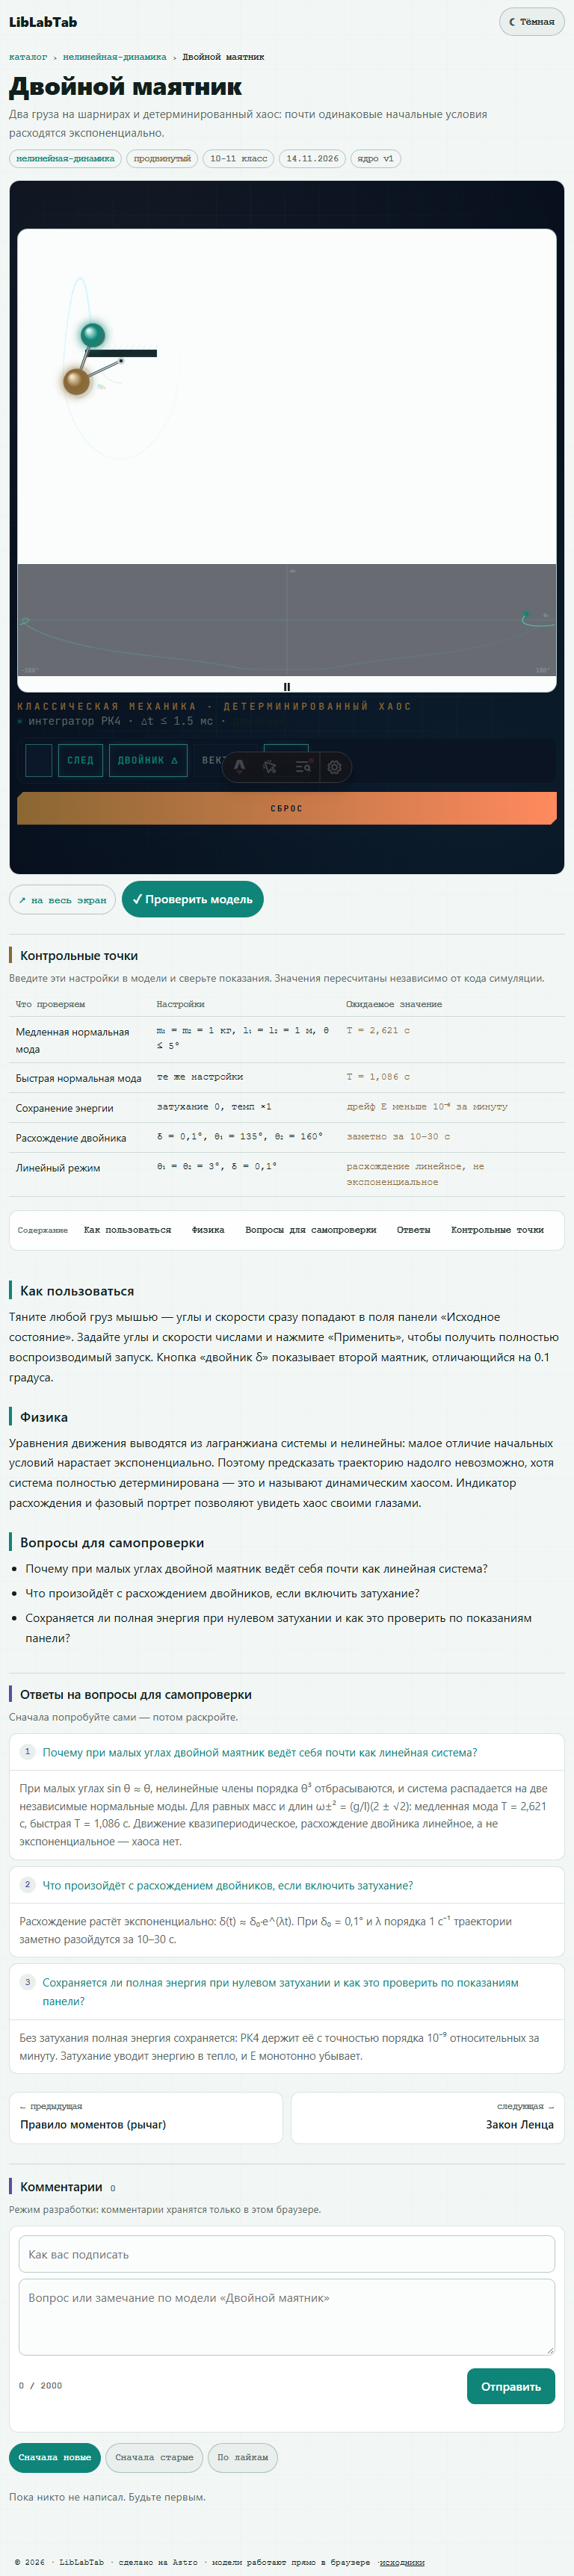 LibLabTab
☾ Тёмная
каталог › нелинейная-динамика › Двойной маятник
Двойной маятник
Два груза на шарнирах и детерминированный хаос: почти одинаковые начальные условия
расходятся экспоненциально.
нелинейная-динамика
продвинутый
10–11 класс
14.11.2026
ядро v1
-180°
180°
КЛАССИЧЕСКАЯ МЕХАНИКА · ДЕТЕРМИНИРОВАННЫЙ ХАОС
интегратор РК4 · Δt ≤ 1.5 мс ·
СЛЕД
ДВОЙНИК Δ
СБРОС
↗ на весь экран
✓ Проверить модель
Контрольные точки
Введите эти настройки в модели и сверьте показания. Значения пересчитаны независимо от кода симуляции.
Что проверяем
Настройки
Ожидаемое значение
Медленная нормальная
мода
m₁ = m₂ = 1 кг, l₁ = l₂ = 1 м, θ
≤ 5°
T = 2,621 с
Быстрая нормальная мода
те же настройки
T = 1,086 с
Сохранение энергии
затухание 0, темп ×1
дрейф E меньше 10⁻⁶ за минуту
Расхождение двойника
δ = 0,1°, θ₁ = 135°, θ₂ = 160°
заметно за 10–30 с
Линейный режим
θ₁ = θ₂ = 3°, δ = 0,1°
расхождение линейное, не
экспоненциальное
Содержание
Как пользоваться
Физика
Вопросы для самопроверки
Ответы
Контрольные точки
Как пользоваться
Тяните любой груз мышью — углы и скорости сразу попадают в поля панели «Исходное
состояние». Задайте углы и скорости числами и нажмите «Применить», чтобы получить полностью
воспроизводимый запуск. Кнопка «двойник δ» показывает второй маятник, отличающийся на 0.1
градуса.
Физика
Уравнения движения выводятся из лагранжиана системы и нелинейны: малое отличие начальных
условий нарастает экспоненциально. Поэтому предсказать траекторию надолго невозможно, хотя
система полностью детерминирована — это и называют динамическим хаосом. Индикатор
расхождения и фазовый портрет позволяют увидеть хаос своими глазами.
Вопросы для самопроверки
• Почему при малых углах двойной маятник ведёт себя почти как линейная система?
• Что произойдёт с расхождением двойников, если включить затухание?
• Сохраняется ли полная энергия при нулевом затухании и как это проверить по показаниям
панели?
Ответы на вопросы для самопроверки
Сначала попробуйте сами — потом раскройте.
1 Почему при малых углах двойной маятник ведёт себя почти как линейная система?
При малых углах sin θ ≈ θ, нелинейные члены порядка θ³ отбрасываются, и система распадается на две
независимые нормальные моды. Для равных масс и длин ω±² = (g/l)(2 ± √2): медленная мода T = 2,621
с, быстрая T = 1,086 с. Движение квазипериодическое, расхождение двойника линейное, а не
экспоненциальное — хаоса нет.
2 Что произойдёт с расхождением двойников, если включить затухание?
Расхождение растёт экспоненциально: δ(t) ≈ δ₀·e^(λt). При δ₀ = 0,1° и λ порядка 1 с⁻¹ траектории
заметно разойдутся за 10–30 с.
3 Сохраняется ли полная энергия при нулевом затухании и как это проверить по показаниям
панели?
Без затухания полная энергия сохраняется: РК4 держит её с точностью порядка 10⁻⁹ относительных за
минуту. Затухание уводит энергию в тепло, и E монотонно убывает.
← предыдущая
Правило моментов (рычаг)
следующая →
Закон Ленца
Комментарии 0
Режим разработки: комментарии хранятся только в этом браузере.
Как вас подписать
Вопрос или замечание по модели «Двойной маятник»
0 / 2000
Отправить
Сначала новые
Сначала старые
По лайкам
Пока никто не написал. Будьте первым.
© 2026 · LibLabTab · сделано на Astro · модели работают прямо в браузере ·исходники